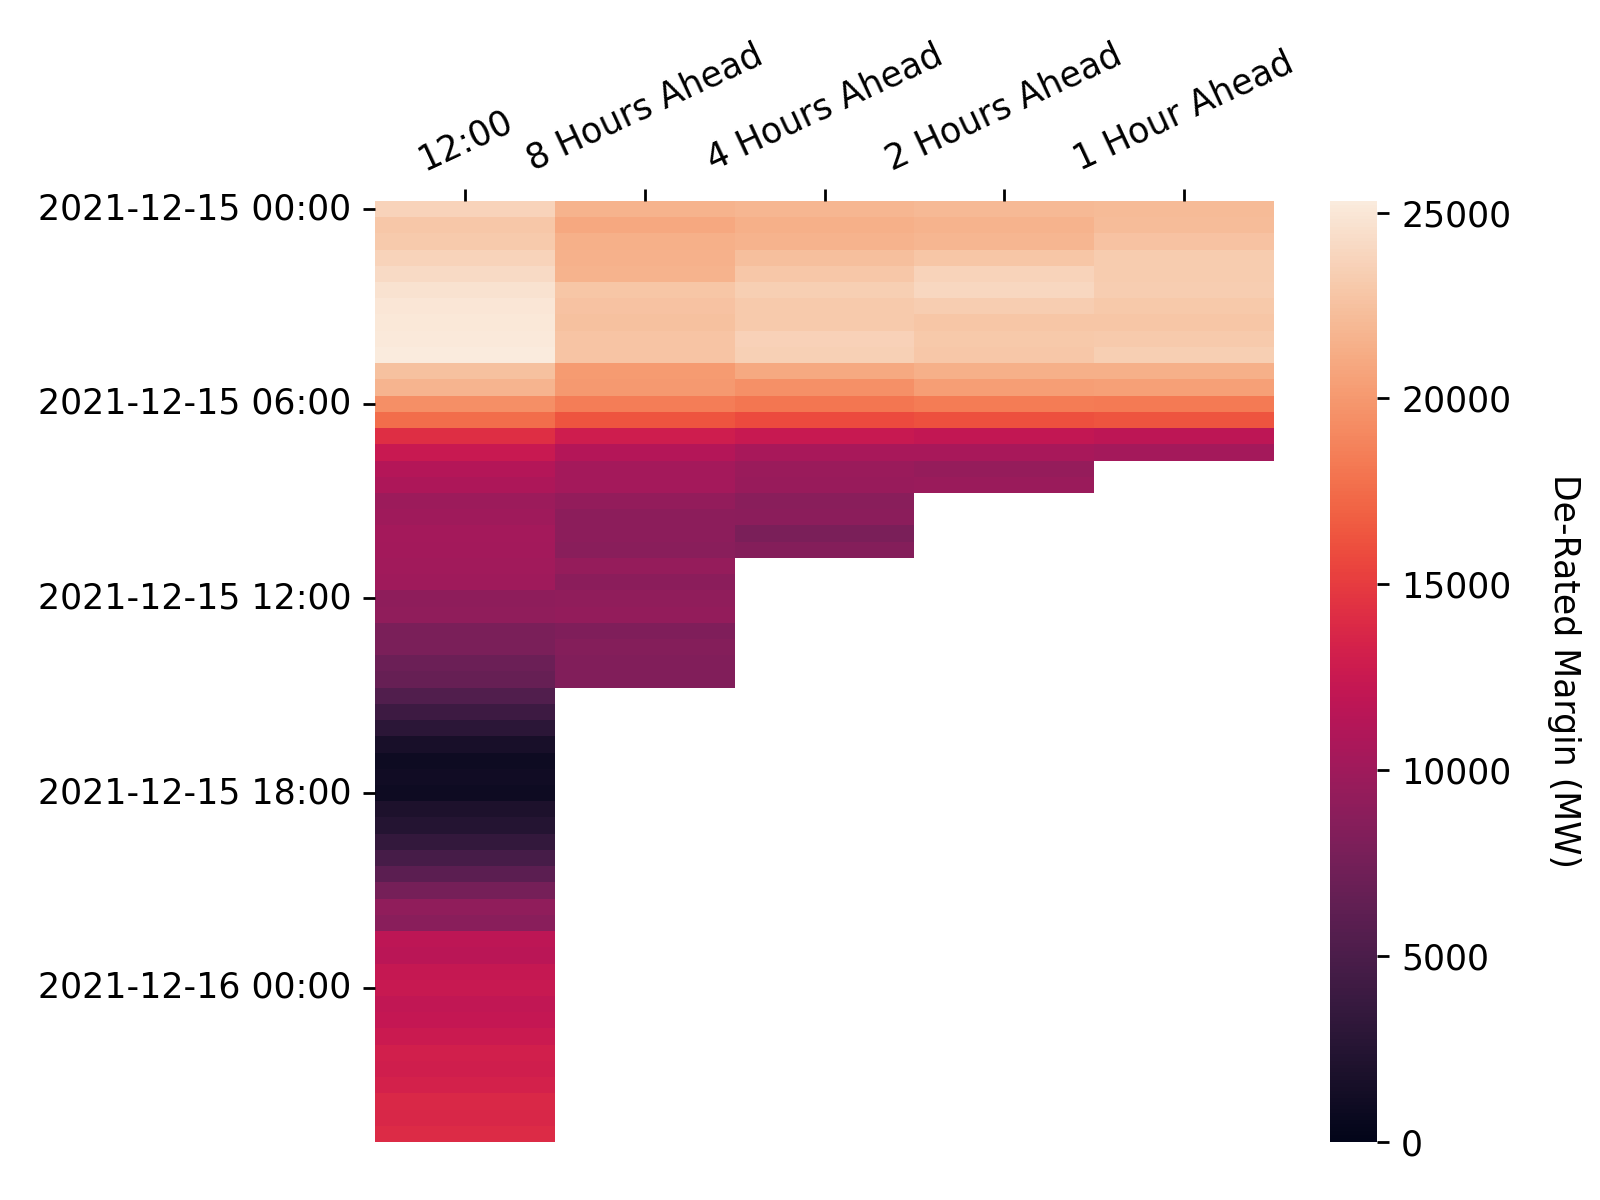 12:00
8 Hours Ahead
4 Hours Ahead
2 Hours Ahead
1 Hour Ahead
2021-12-15 00:00
2021-12-15 06:00
2021-12-15 12:00
2021-12-15 18:00
2021-12-16 00:00
25000
20000
15000
10000
5000
0
De-Rated Margin (MW)